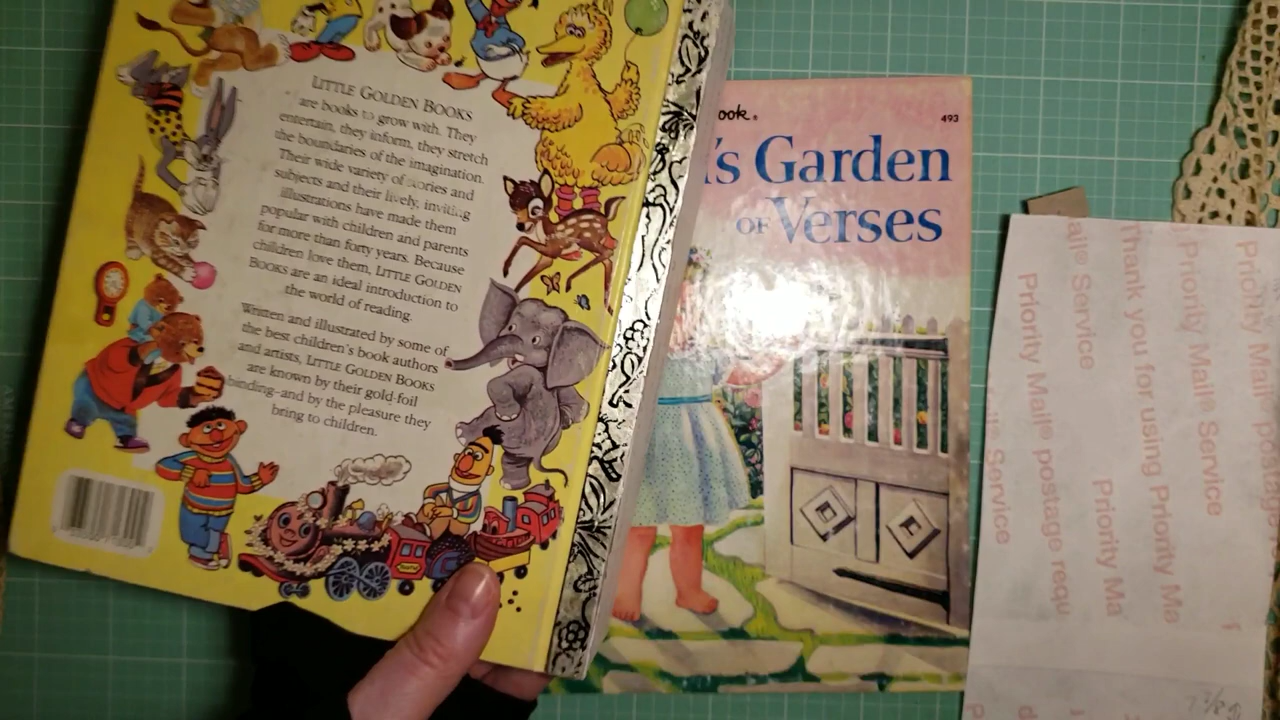 LITTLE GOLDEN BOOKS
are books to grow with. They
entertain, they inform, they stretch
the boundaries of the imagination.
Their wide variety of stories and
subjects and their lively, inviting
illustrations have made them
popular with children and parents
for more than forty years. Because
children love them, LITTLE GOLDEN
BOOKS are an ideal introduction to
the world of reading.
Written and illustrated by some of
the best children's book authors
and artists, LITTLE GOLDEN BOOKS
are known by their gold-foil
binding–and by the pleasure they
bring to children.
ook®
493
's Garden
OF Verses
ail® Service
Thank you for using Priority Ma
Priority Mail® Service
Priority Mail® postage
Priority Mail® postage requ
Service
Priority Ma